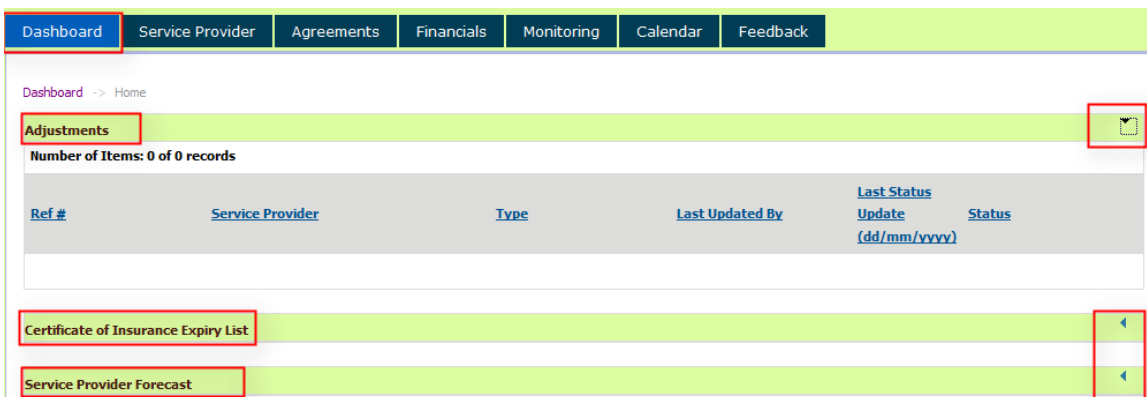 Dashboard Service Provider Agreements Financials Monitoring Calendar Feedback
Dashboard -> Home
Adjustments
Number of Items: 0 of 0 records
Ref # Service Provider Type Last Updated By Last Status Update (dd/mm/yyyy) Status
Certificate of Insurance Expiry List
Service Provider Forecast